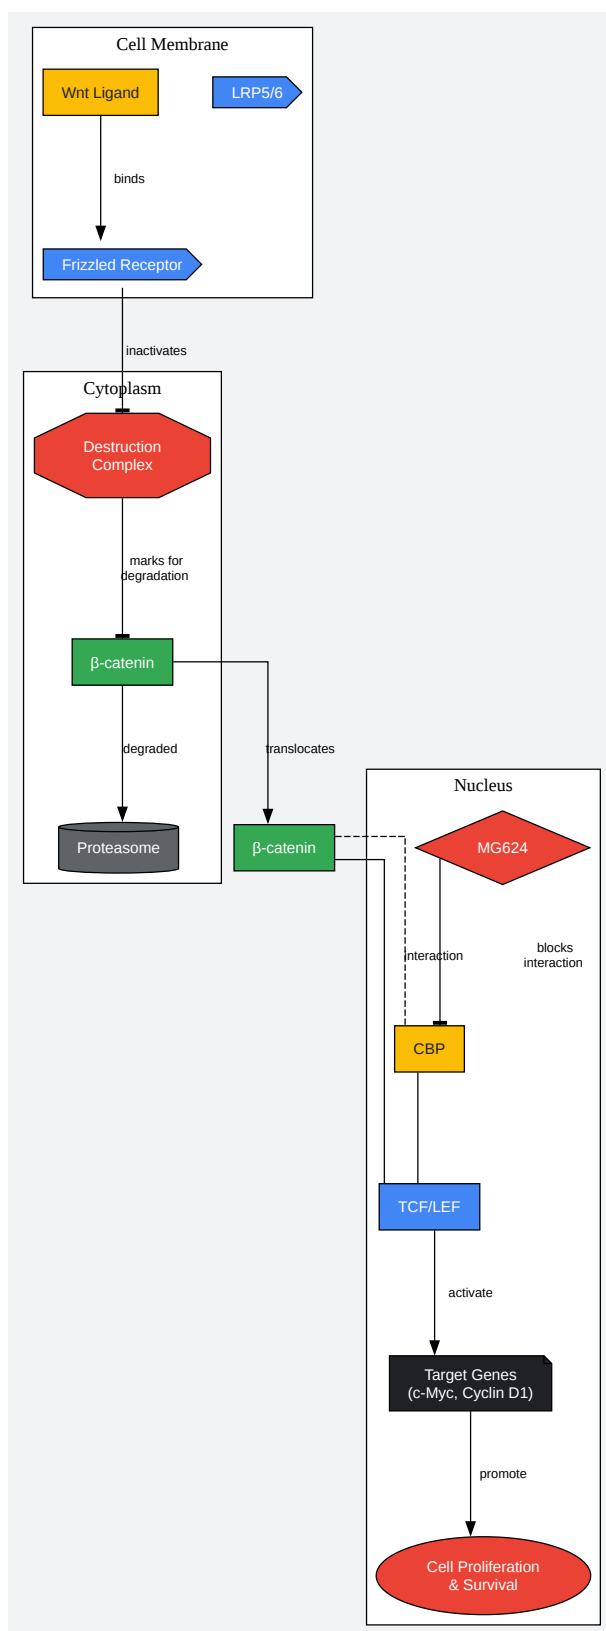 Cell Membrane
Wnt Ligand
LRP5/6
binds
Frizzled Receptor
inactivates
Cytoplasm
Destruction
Complex
marks for
degradation
β-catenin
degraded
translocates
Proteasome
β-catenin
Nucleus
MG624
interaction
blocks
interaction
CBP
TCF/LEF
activate
Target Genes
(c-Myc, Cyclin D1)
promote
Cell Proliferation
& Survival